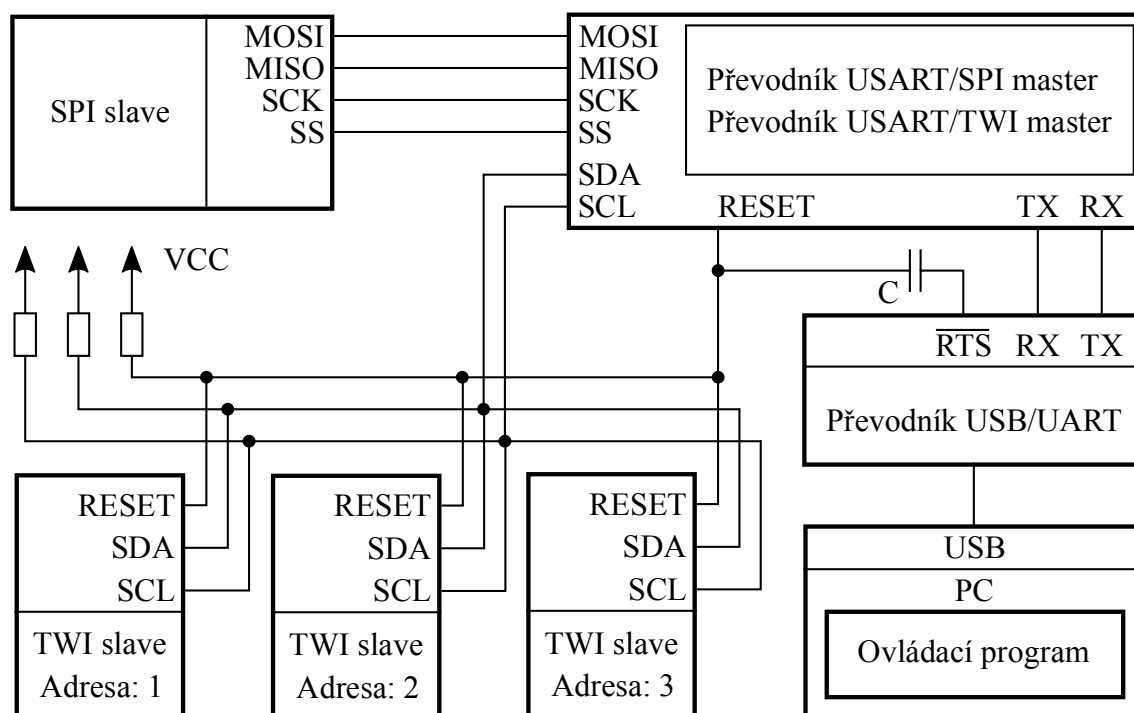 MOSI
MISO
SCK
SS
SPI slave
MOSI
MISO
SCK
SS
SDA
SCL
Převodník USART/SPI master
Převodník USART/TWI master
RESET
TX RX
VCC
C
RTS RX TX
Převodník USB/UART
RESET
SDA
SCL
TWI slave
Adresa: 1
RESET
SDA
SCL
TWI slave
Adresa: 2
RESET
SDA
SCL
TWI slave
Adresa: 3
USB
PC
Ovládací program